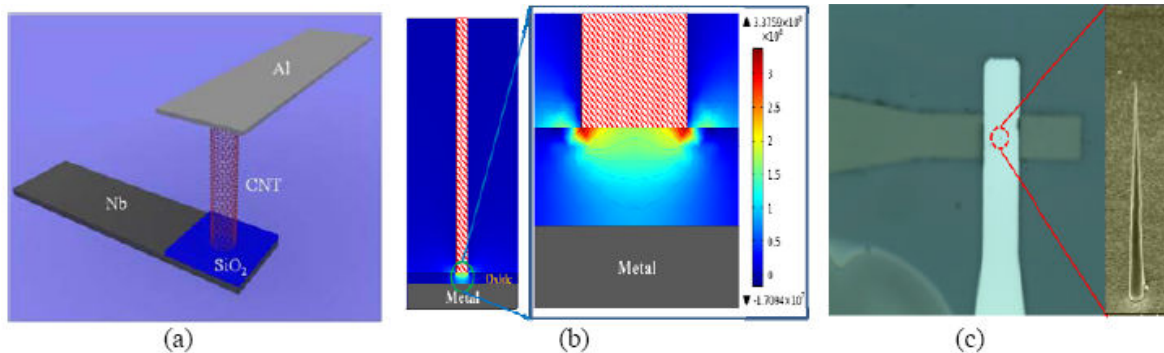 Al
CNT
Nb
SiO2
Oxide
Metal
Metal
▲ 3.3759×10⁸
×10⁸
3
2.5
2
1.5
1
0.5
0
▼ -1.7094×10⁷
(a)
(b)
(c)